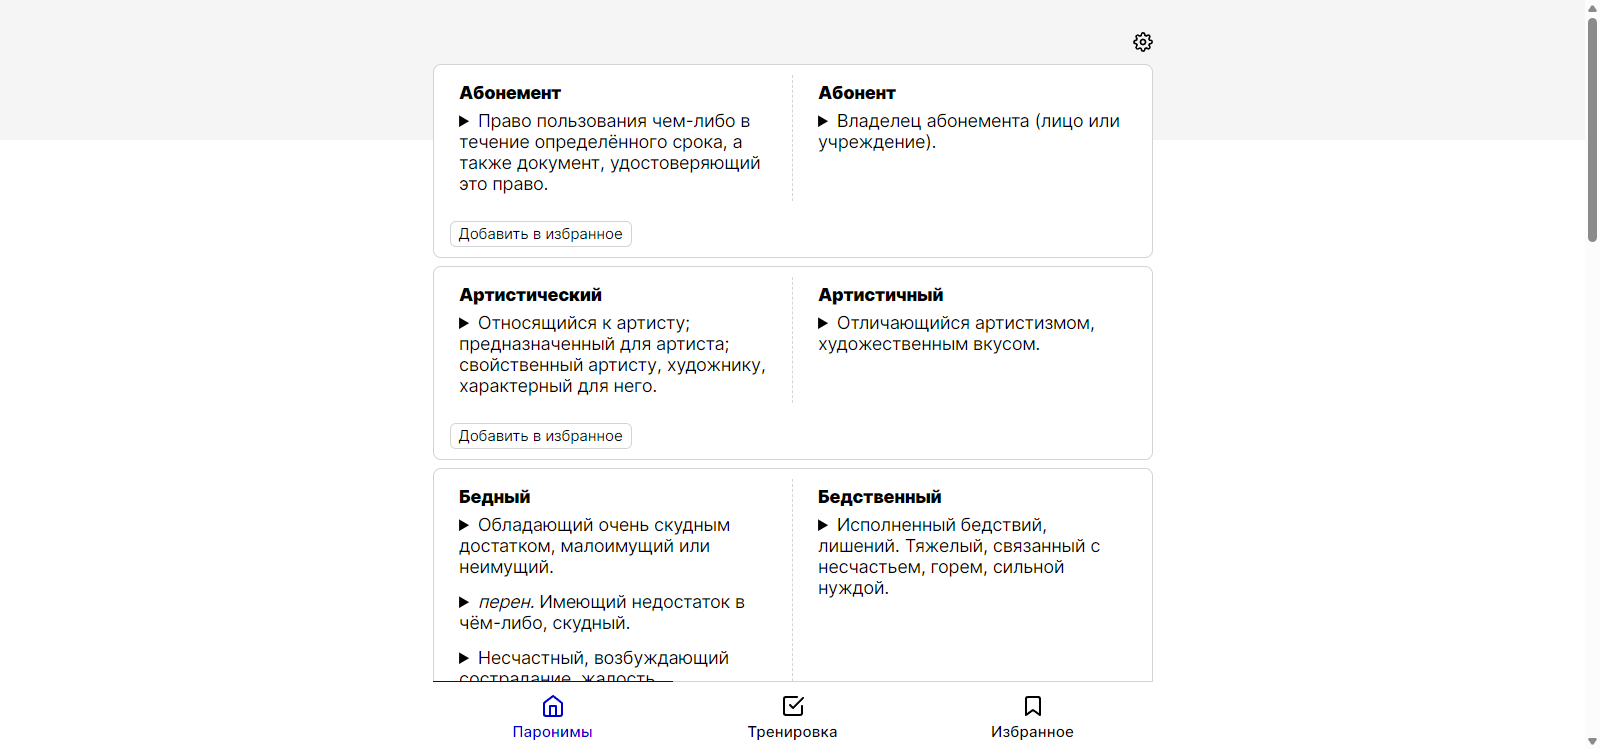 Абонемент
Право пользования чем-либо в
течение определённого срока, а
также документ, удостоверяющий
это право.
Абонент
Владелец абонемента (лицо или
учреждение).
Добавить в избранное
Артистический
Относящийся к артисту;
предназначенный для артиста;
свойственный артисту, художнику,
характерный для него.
Артистичный
Отличающийся артистизмом,
художественным вкусом.
Добавить в избранное
Бедный
Обладающий очень скудным
достатком, малоимущий или
неимущий.
перен. Имеющий недостаток в
чём-либо, скудный.
Несчастный, возбуждающий
сострадание, жалость.
Бедственный
Исполненный бедствий,
лишений. Тяжелый, связанный с
несчастьем, горем, сильной
нуждой.
Паронимы
Тренировка
Избранное